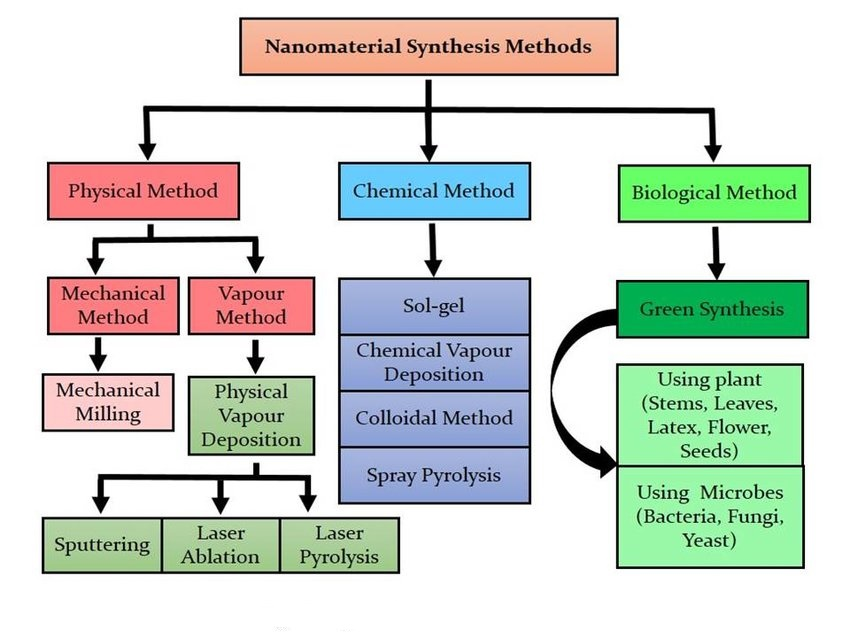 Nanomaterial Synthesis Methods
Physical Method
Chemical Method
Biological Method
Mechanical
Method
Vapour
Method
Mechanical
Milling
Physical
Vapour
Deposition
Sputtering
Laser
Ablation
Laser
Pyrolysis
Sol-gel
Chemical Vapour
Deposition
Colloidal Method
Spray Pyrolysis
Green Synthesis
Using plant
(Stems, Leaves,
Latex, Flower,
Seeds)
Using Microbes
(Bacteria, Fungi,
Yeast)